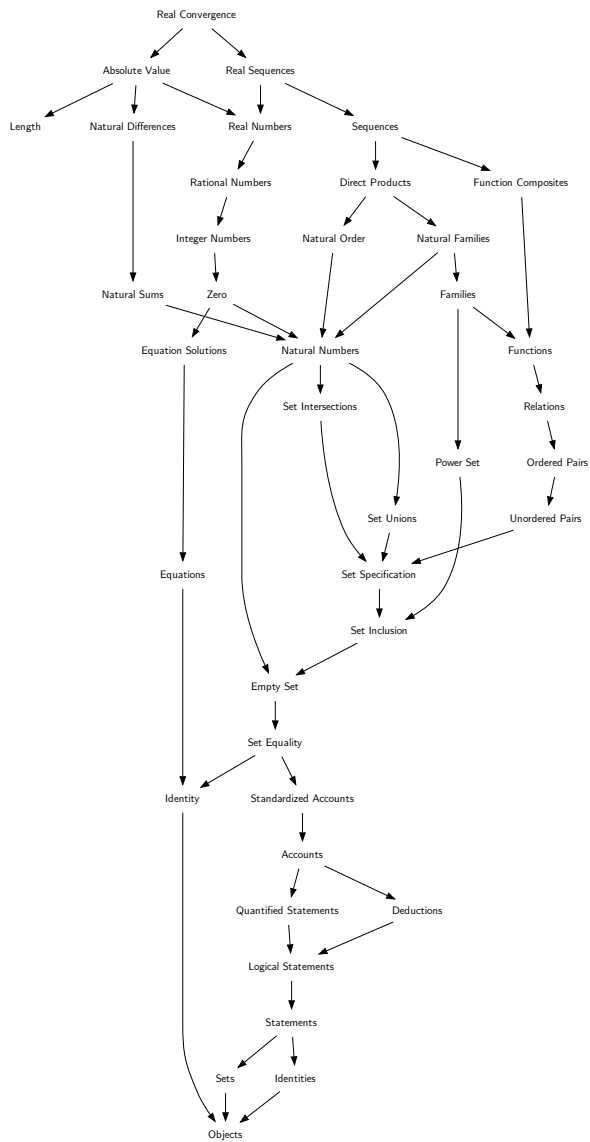 Real Convergence
Absolute Value
Real Sequences
Length
Natural Differences
Real Numbers
Sequences
Rational Numbers
Direct Products
Function Composites
Integer Numbers
Natural Order
Natural Families
Natural Sums
Zero
Families
Equation Solutions
Natural Numbers
Functions
Set Intersections
Relations
Power Set
Ordered Pairs
Set Unions
Unordered Pairs
Equations
Set Specification
Set Inclusion
Empty Set
Set Equality
Identity
Standardized Accounts
Accounts
Quantified Statements
Deductions
Logical Statements
Statements
Sets
Identities
Objects